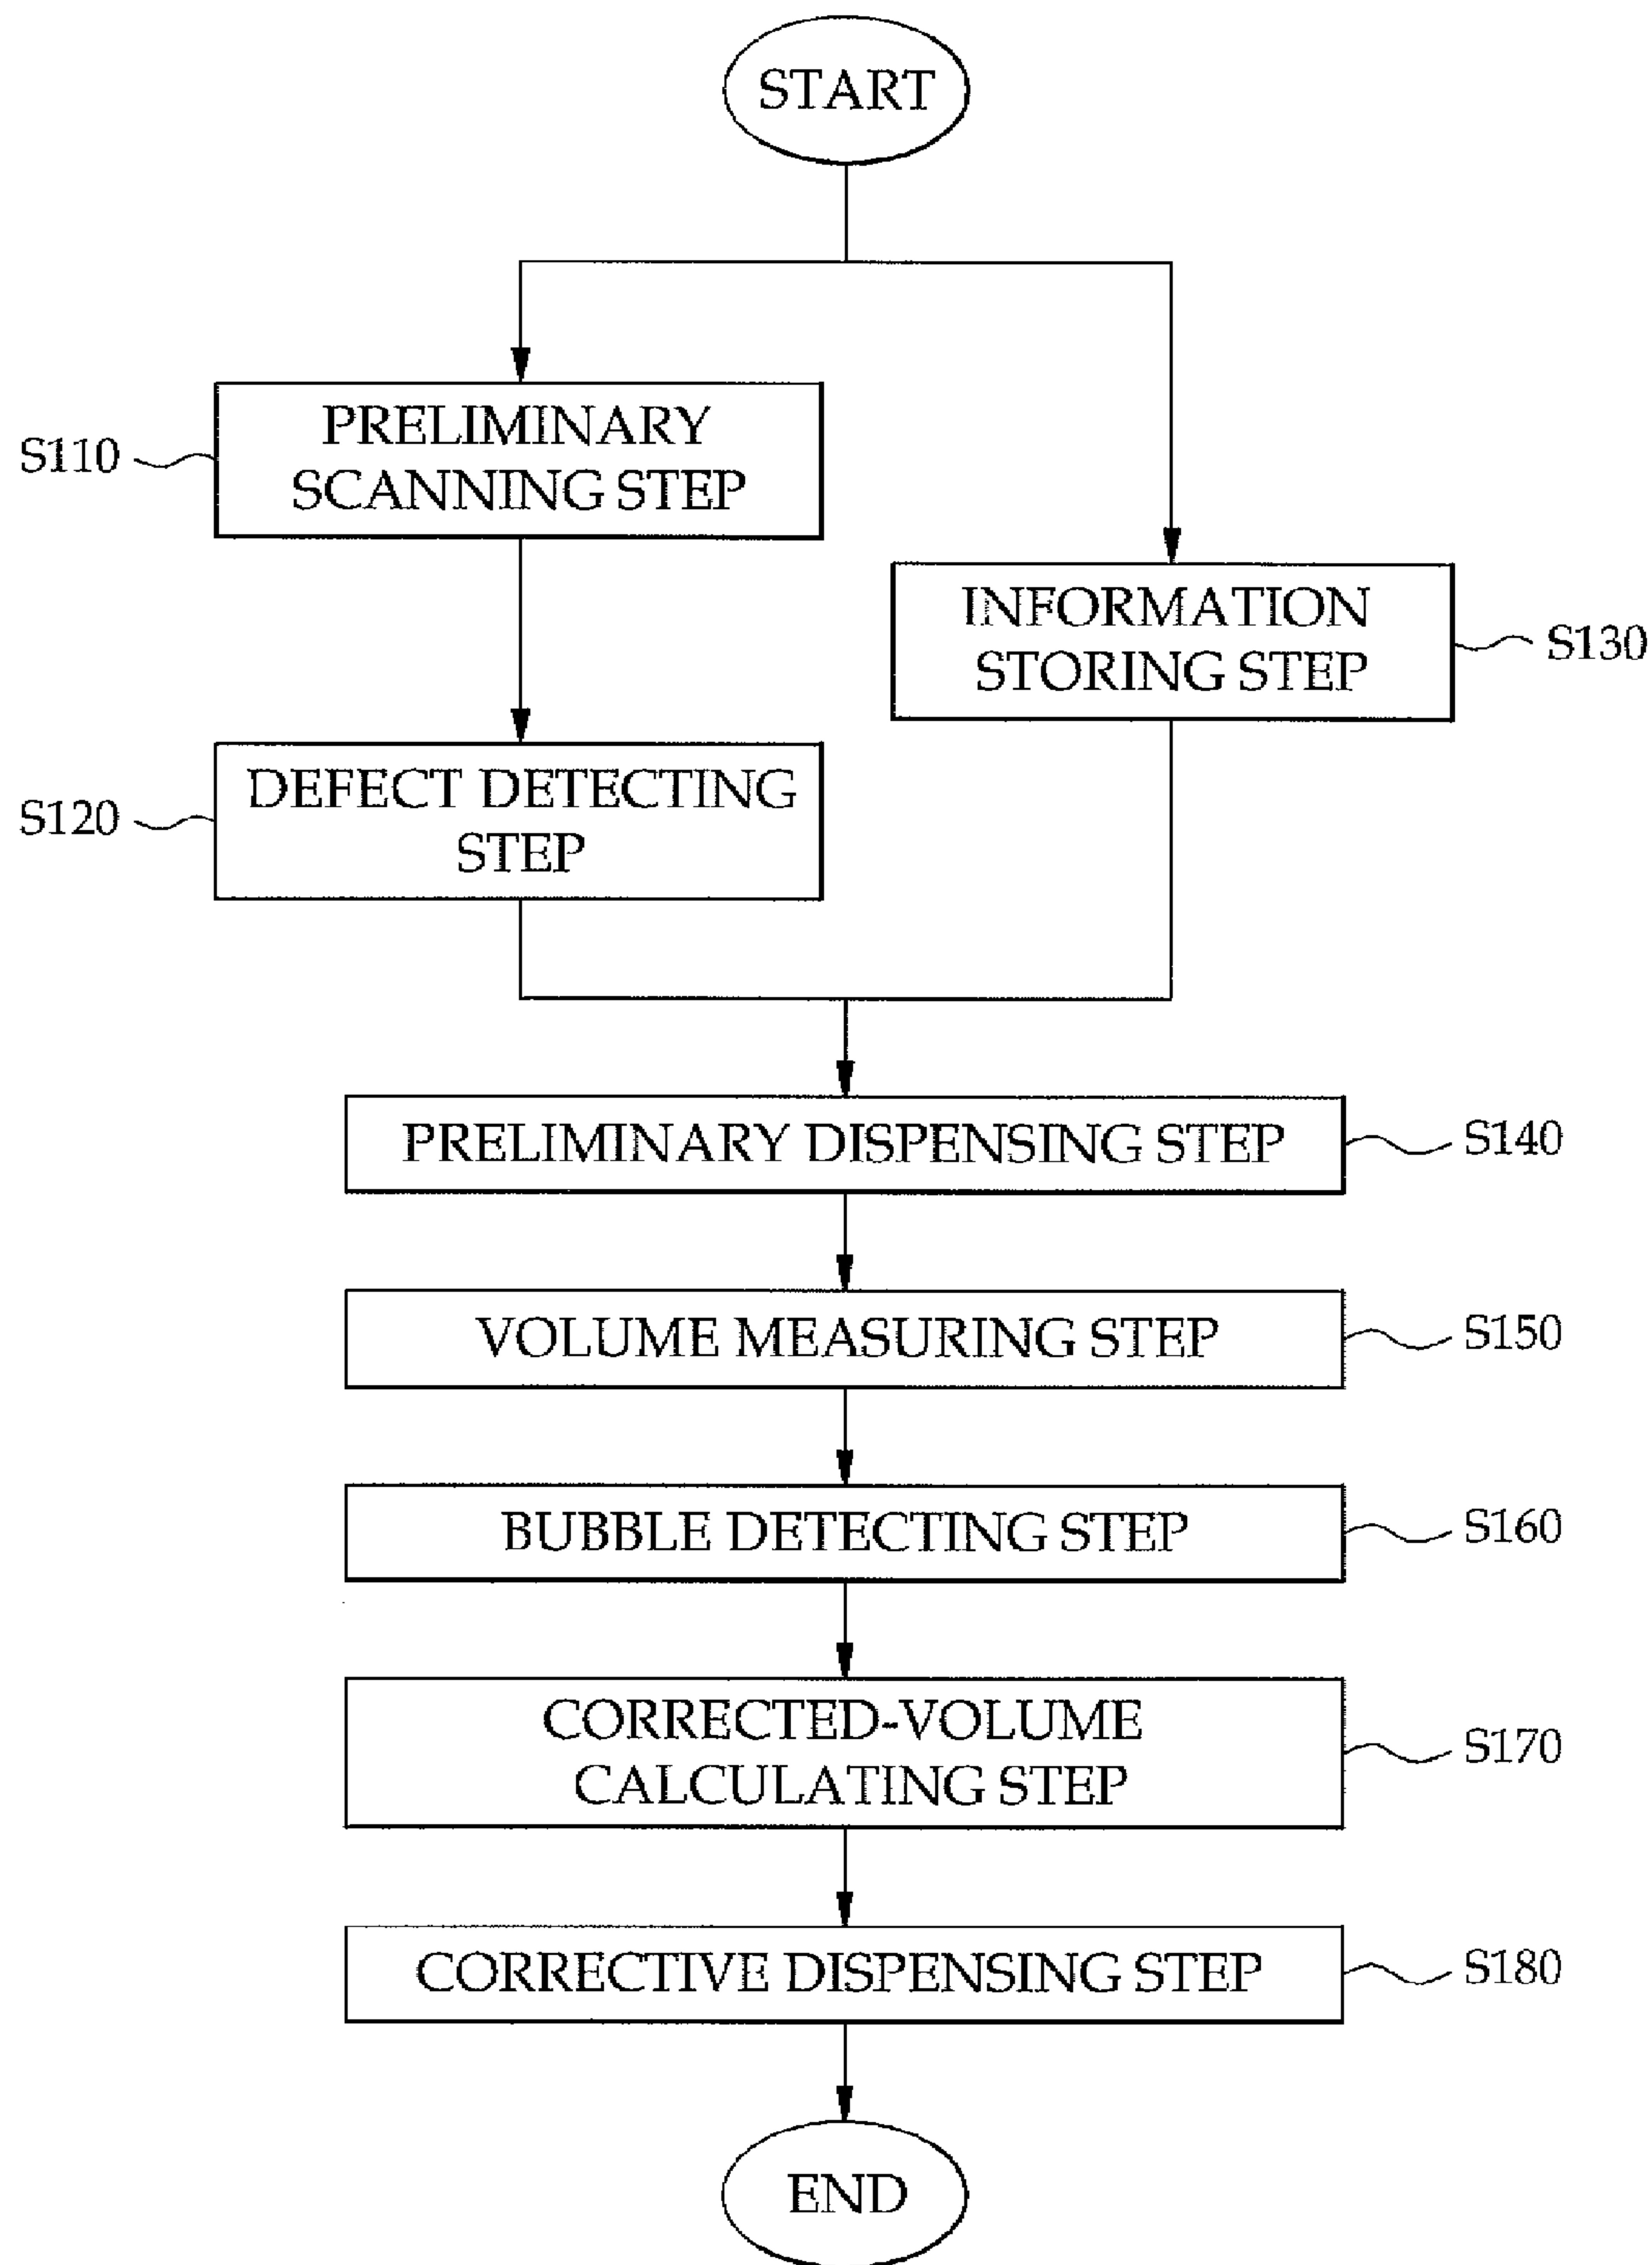 START
S110
PRELIMINARY
SCANNING STEP
INFORMATION
STORING STEP
S130
S120
DEFECT DETECTING
STEP
PRELIMINARY DISPENSING STEP
S140
VOLUME MEASURING STEP
S150
BUBBLE DETECTING STEP
S160
CORRECTED-VOLUME
CALCULATING STEP
S170
CORRECTIVE DISPENSING STEP
S180
END